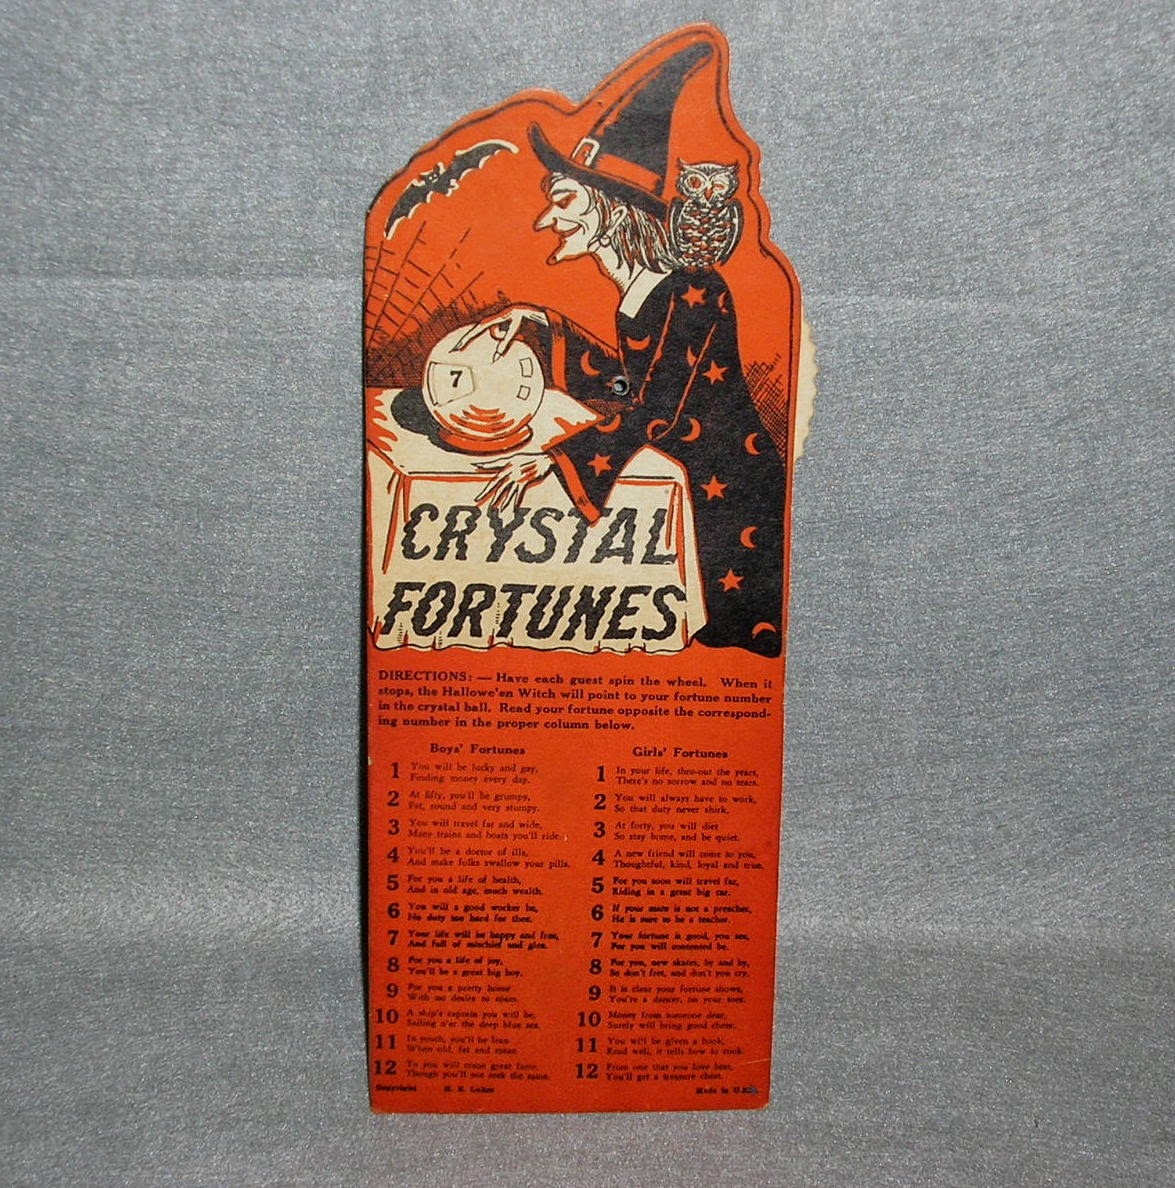 7
CRYSTAL
FORTUNES
DIRECTIONS: — Have each guest spin the wheel. When it
stops, the Hallowe'en Witch will point to your fortune number
in the crystal ball. Read your fortune opposite the correspond-
ing number in the proper column below.
Boys' Fortunes
1 You will be lucky and gay,
Finding money every day.
2 At fifty, you'll be grumpy,
Fat, round and very stumpy.
3 You will travel far and wide,
Many trains and boats you'll ride.
4 You'll be a doctor of ills,
And make folks swallow your pills.
5 For you a life of health,
And in old age, much wealth.
6 You will a good worker be,
No duty too hard for thee.
7 Your life will be happy and free,
And full of mischief and glee.
8 For you a life of joy,
You'll be a great big boy.
9 For you a pretty home
With no desire to roam.
10 A ship's captain you will be,
Sailing o'er the deep blue sea.
11 In youth, you'll be lean
When old, fat and mean.
12 To you will come great fame,
Though you'll not seek the same.
Girls' Fortunes
1 In your life, thro-out the years,
There's no sorrow and no tears.
2 You will always have to work,
So that duty never shirk.
3 At forty, you will diet
So stay home, and be quiet.
4 A new friend will come to you,
Thoughtful, kind, loyal and true.
5 For you soon will travel far,
Riding in a great big car.
6 If your mate is not a preacher,
He is sure to be a teacher.
7 Your fortune is good, you see,
For you will contented be.
8 For you, new skates, by and by,
So don't fret, and don't you cry.
9 It is clear your fortune shows,
You're a dancer, on your toes.
10 Money from someone dear,
Surely will bring good cheer.
11 You will be given a book,
Read well, it tells how to cook.
12 From one that you love best,
You'll get a treasure chest.
Copyright H. E. Luhrs
Made in U.S.A.